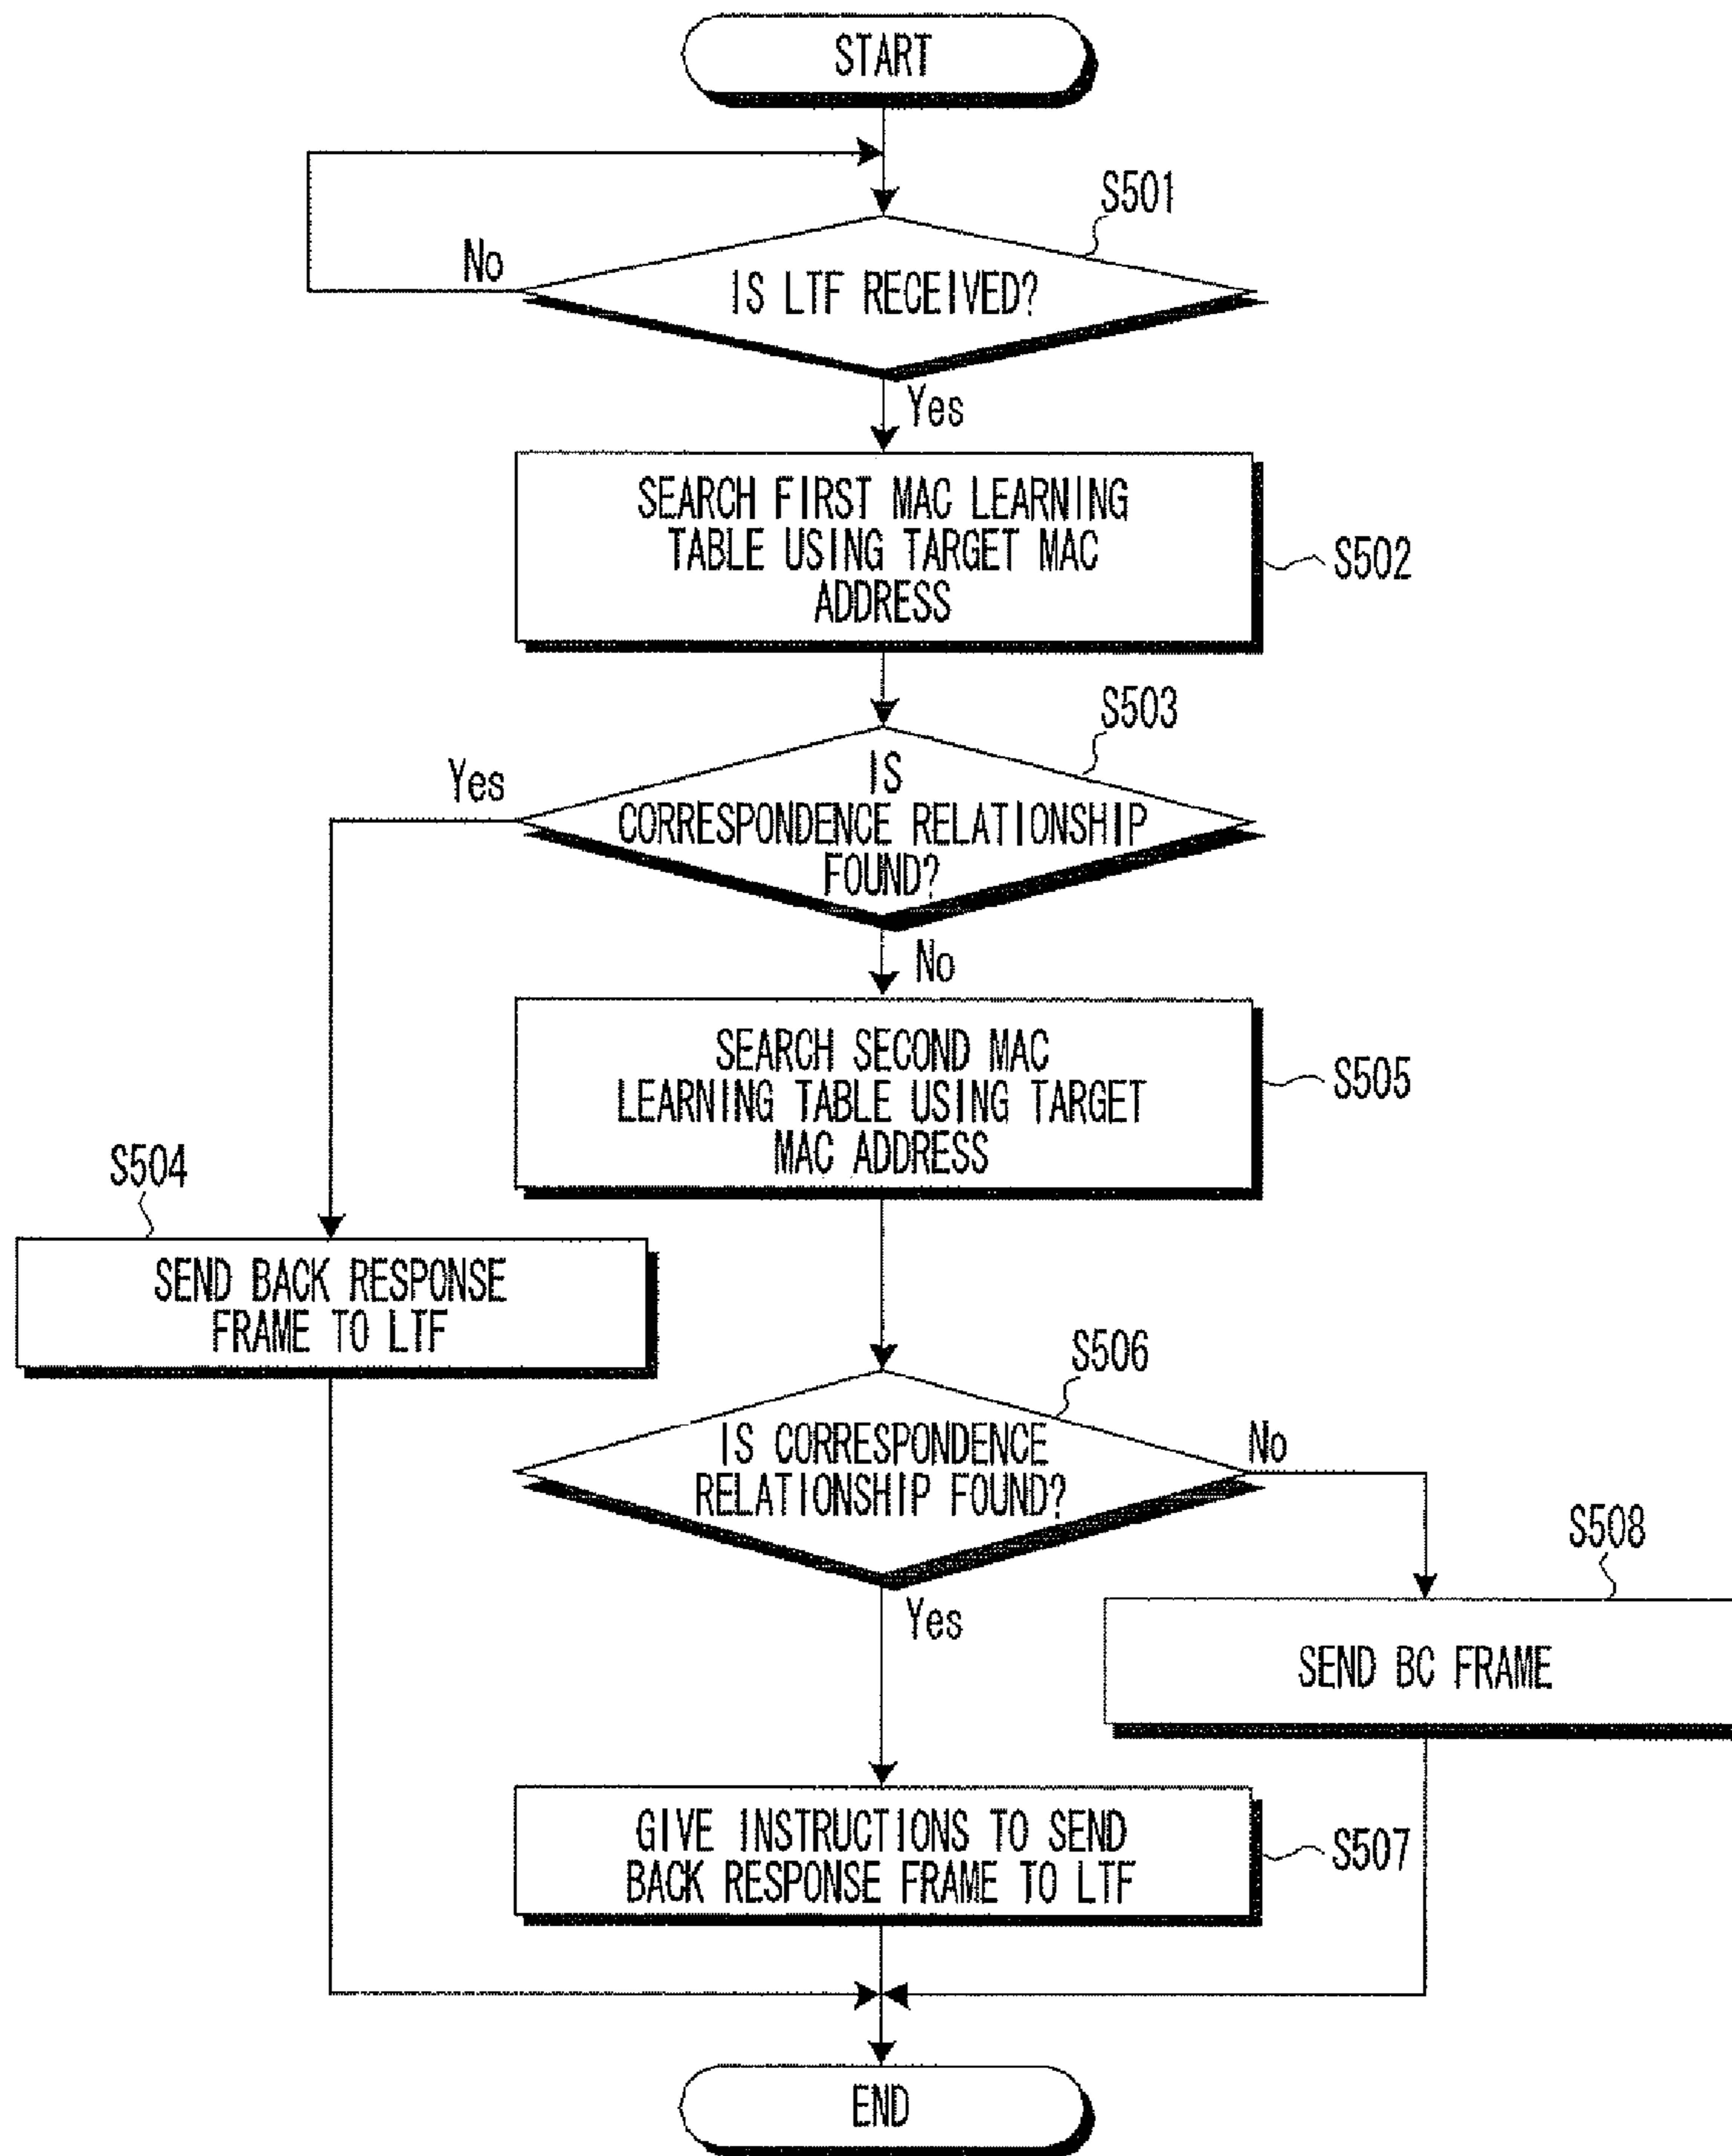 START
S501
No
IS LTF RECEIVED?
Yes
SEARCH FIRST MAC LEARNING
TABLE USING TARGET MAC
ADDRESS
S502
S503
Yes
IS
CORRESPONDENCE RELATIONSHIP
FOUND?
No
SEARCH SECOND MAC
LEARNING TABLE USING TARGET
MAC ADDRESS
S505
S504
SEND BACK RESPONSE
FRAME TO LTF
S506
IS CORRESPONDENCE
RELATIONSHIP FOUND?
No
S508
Yes
SEND BC FRAME
GIVE INSTRUCTIONS TO SEND
BACK RESPONSE FRAME TO LTF
S507
END